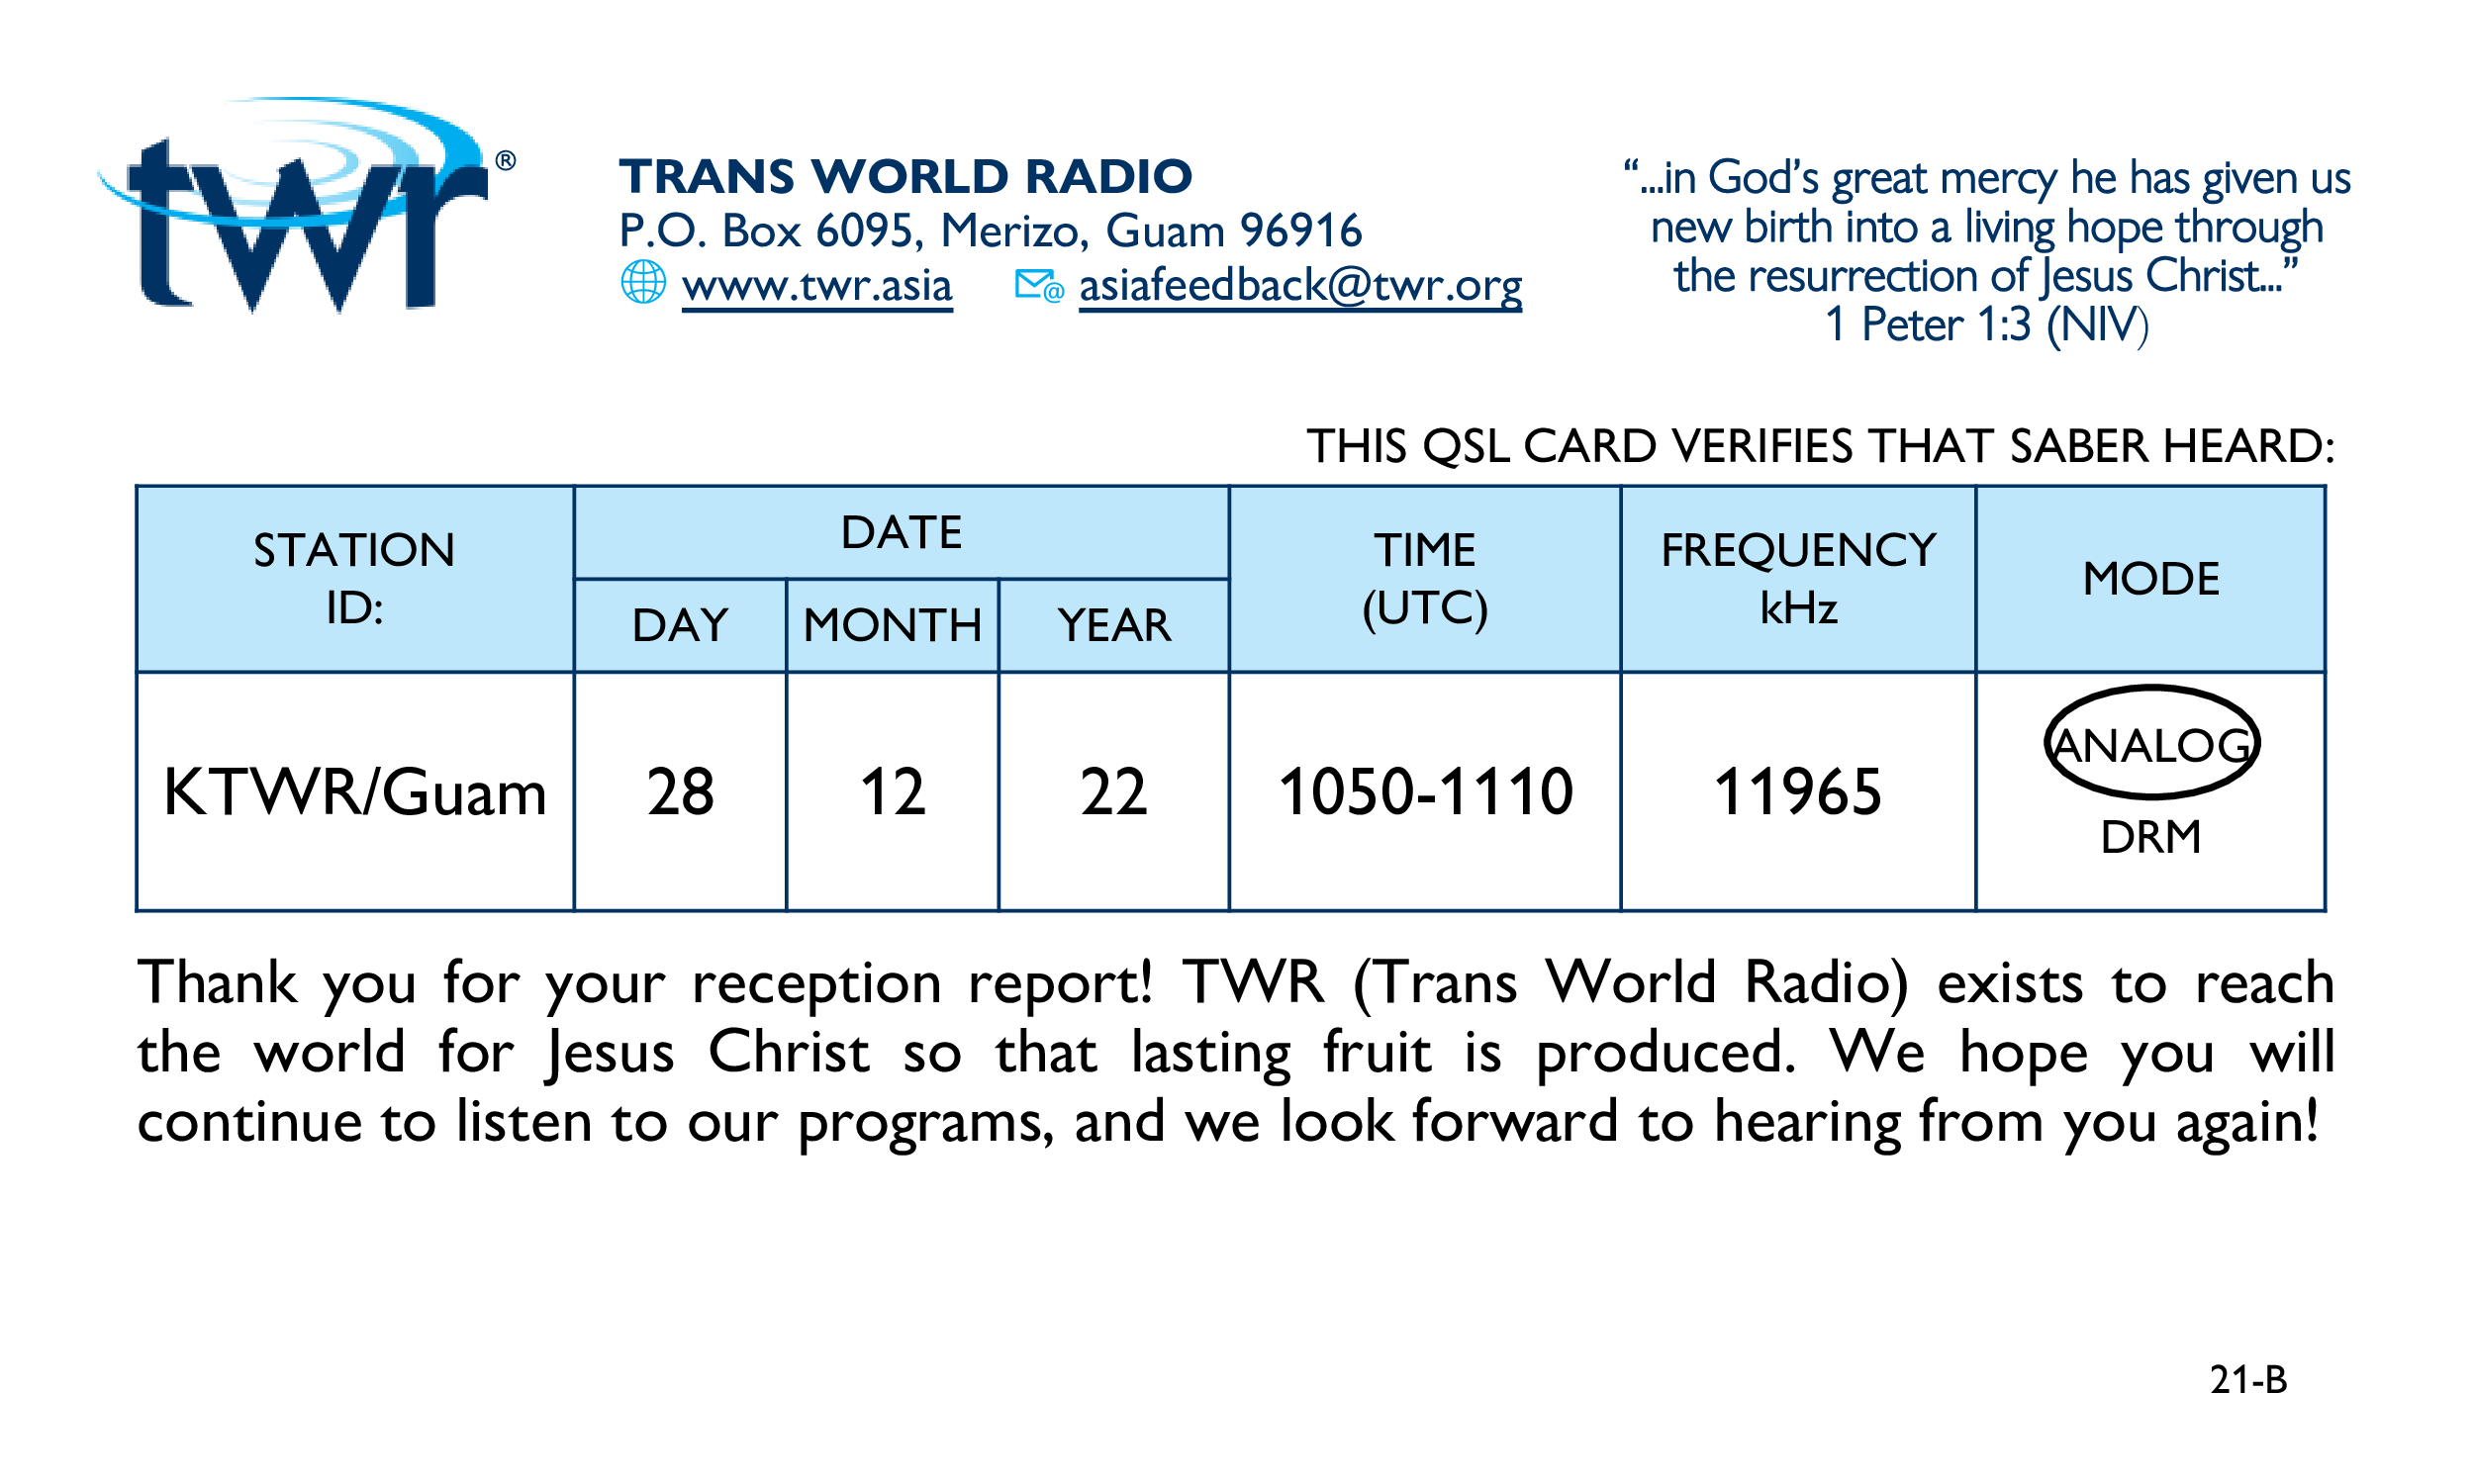 twr®
TRANS WORLD RADIO
P.O. Box 6095, Merizo, Guam 96916
www.twr.asia asiafeedback@twr.org
“...in God’s great mercy he has given us
new birth into a living hope through
the resurrection of Jesus Christ...”
1 Peter 1:3 (NIV)
THIS QSL CARD VERIFIES THAT SABER HEARD:
STATION
ID:
DATE
DAY MONTH YEAR
TIME
(UTC)
FREQUENCY
kHz
MODE
KTWR/Guam 28 12 22 1050-1110 11965
ANALOG
DRM
Thank you for your reception report! TWR (Trans World Radio) exists to reach
the world for Jesus Christ so that lasting fruit is produced. We hope you will
continue to listen to our programs, and we look forward to hearing from you again!
21-B